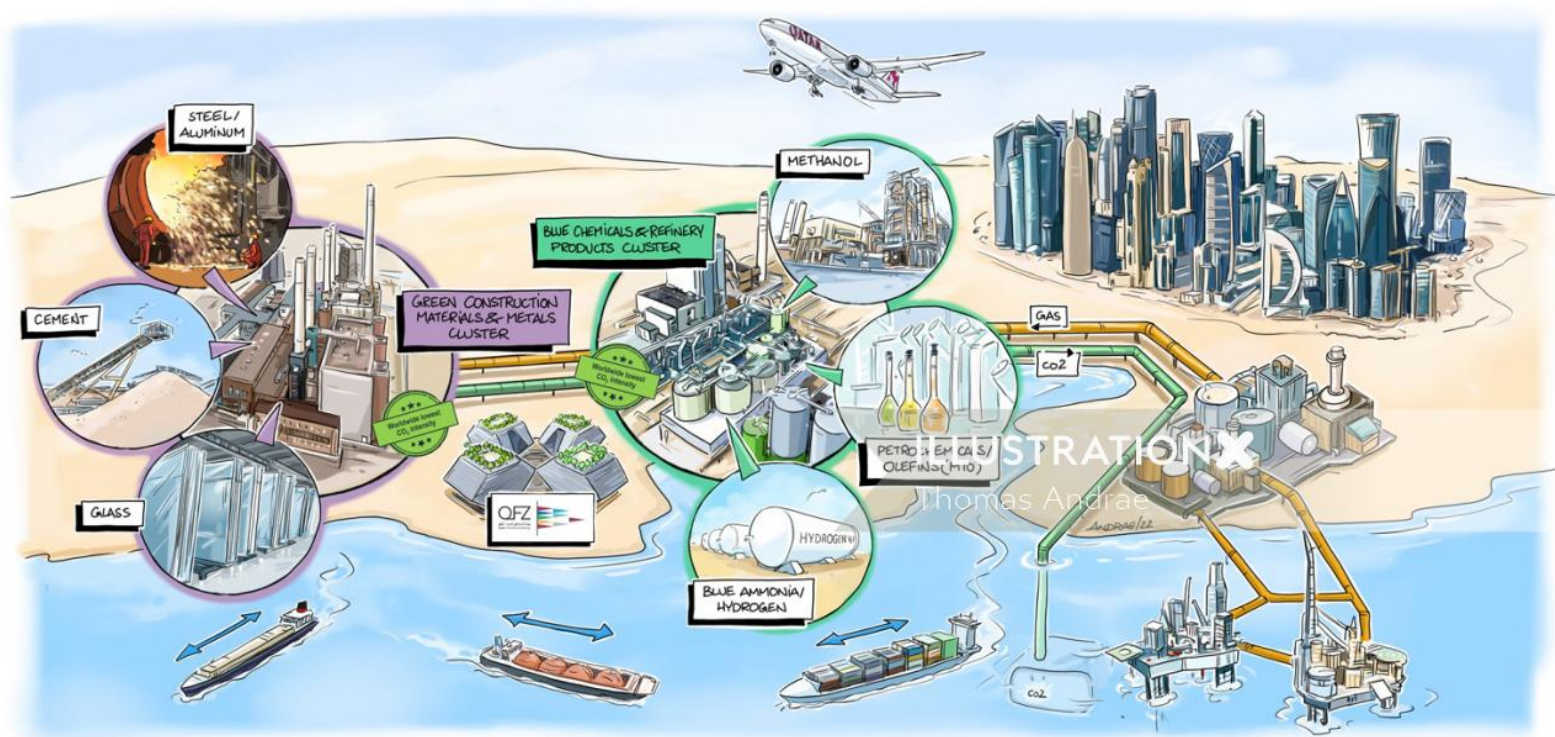 QATAR
STEEL/
ALUMINUM
METHANOL
BLUE CHEMICALS & REFINERY
PRODUCTS CLUSTER
GREEN CONSTRUCTION
MATERIALS & METALS
CLUSTER
CEMENT
GAS
CO2
Worldwide lowest
CO₂ intensity
Worldwide lowest
CO₂ intensity
PETROCHEMICALS/
OLEFINS (MTO)
ILLUSTRATIONX
Thomas Andrae
ANDRAE/22
GLASS
QFZ
HYDROGEN
BLUE AMMONIA/
HYDROGEN
CO2